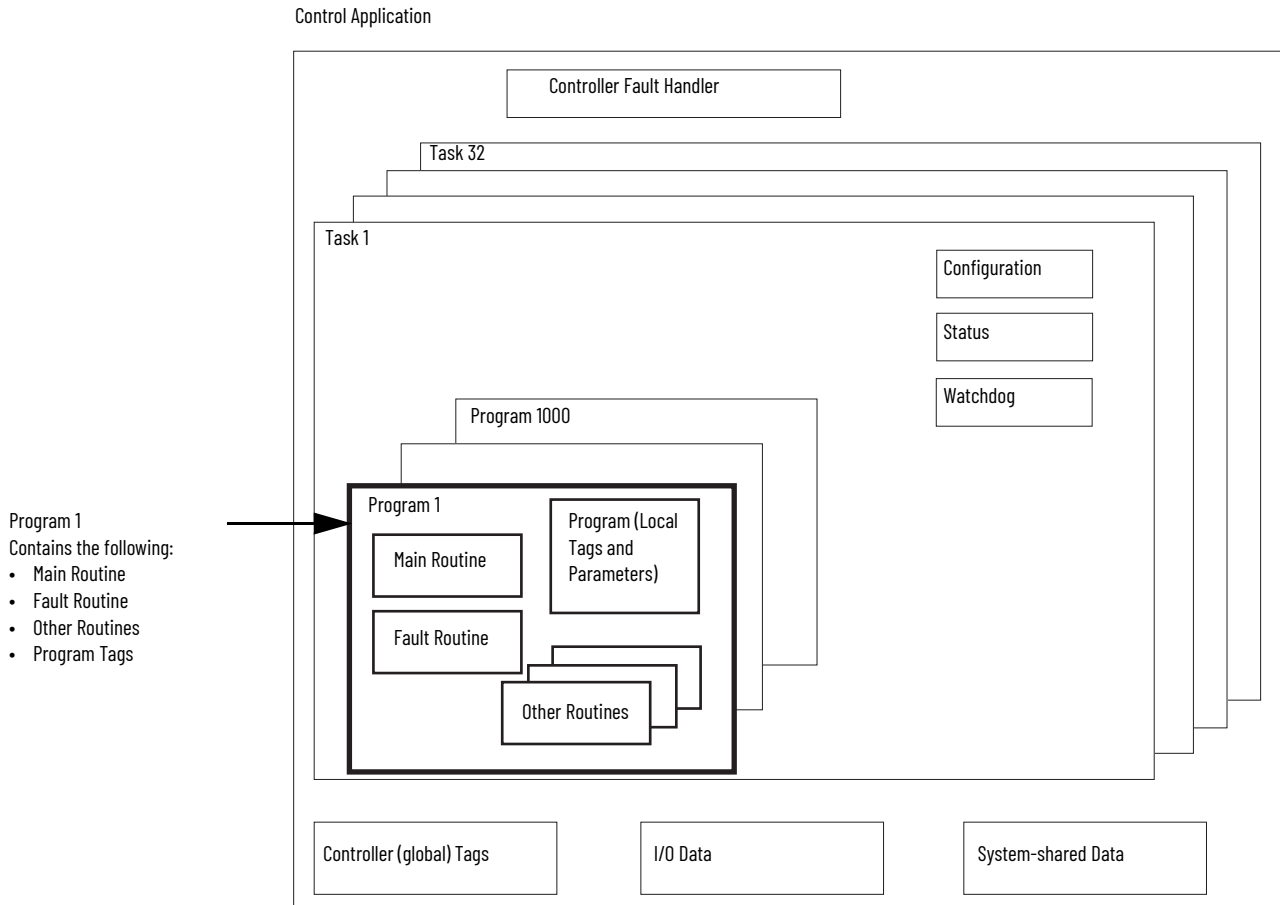 Control Application
Controller Fault Handler
Task 32
Task 1
Configuration
Status
Watchdog
Program 1000
Program 1
Program (Local
Tags and
Parameters)
Main Routine
Fault Routine
Other Routines
Program 1
Contains the following:
• Main Routine
• Fault Routine
• Other Routines
• Program Tags
Controller (global) Tags
I/O Data
System-shared Data